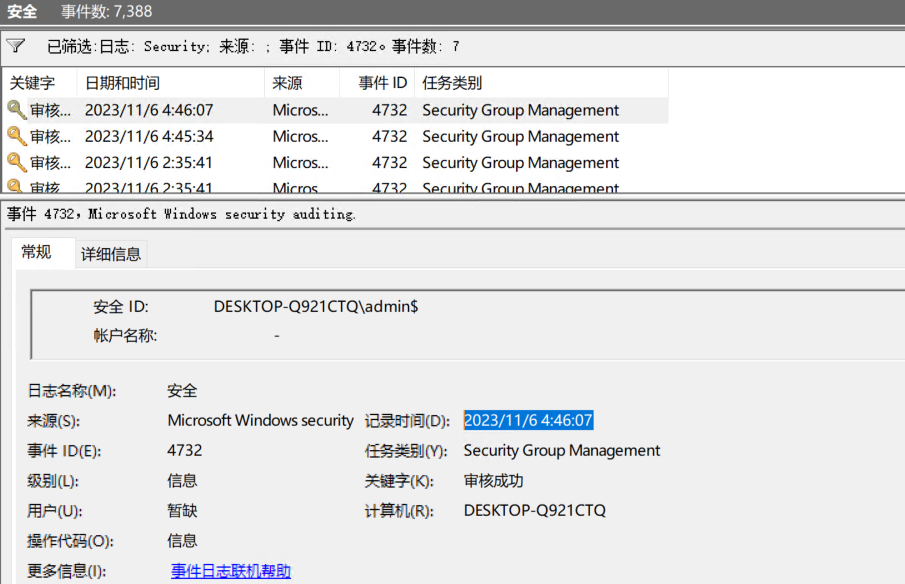 安全 事件数: 7,388
已筛选:日志: Security; 来源: ; 事件 ID: 4732。事件数: 7
关键字 日期和时间 来源 事件 ID 任务类别
审核... 2023/11/6 4:46:07 Micros... 4732 Security Group Management
审核... 2023/11/6 4:45:34 Micros... 4732 Security Group Management
审核... 2023/11/6 2:35:41 Micros... 4732 Security Group Management
审核... 2023/11/6 2:35:41 Micros... 4732 Security Group Management
事件 4732，Microsoft Windows security auditing.
常规 详细信息
安全 ID: DESKTOP-Q921CTQ\admin$
帐户名称: -
日志名称(M): 安全
来源(S): Microsoft Windows security 记录时间(D): 2023/11/6 4:46:07
事件 ID(E): 4732 任务类别(Y): Security Group Management
级别(L): 信息 关键字(K): 审核成功
用户(U): 暂缺 计算机(R): DESKTOP-Q921CTQ
操作代码(O): 信息
更多信息(I): 事件日志联机帮助